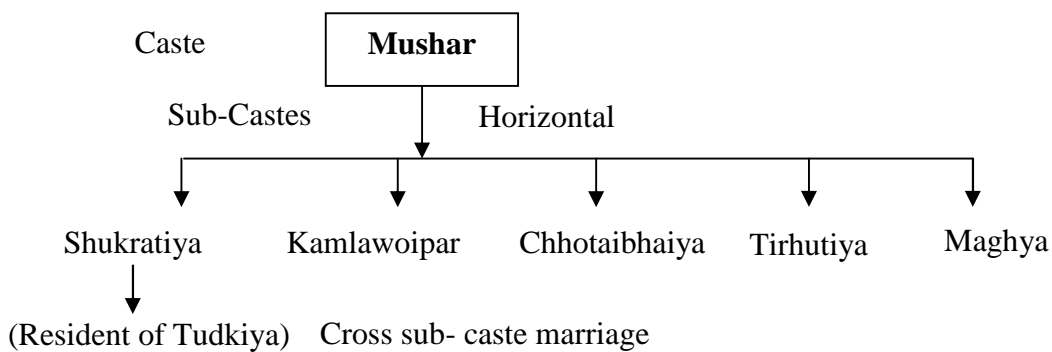 Caste Mushar
Sub-Castes Horizontal
Shukratiya Kamlawoipar Chhotaibhaiya Tirhutiya Maghya
(Resident of Tudkiya) Cross sub- caste marriage